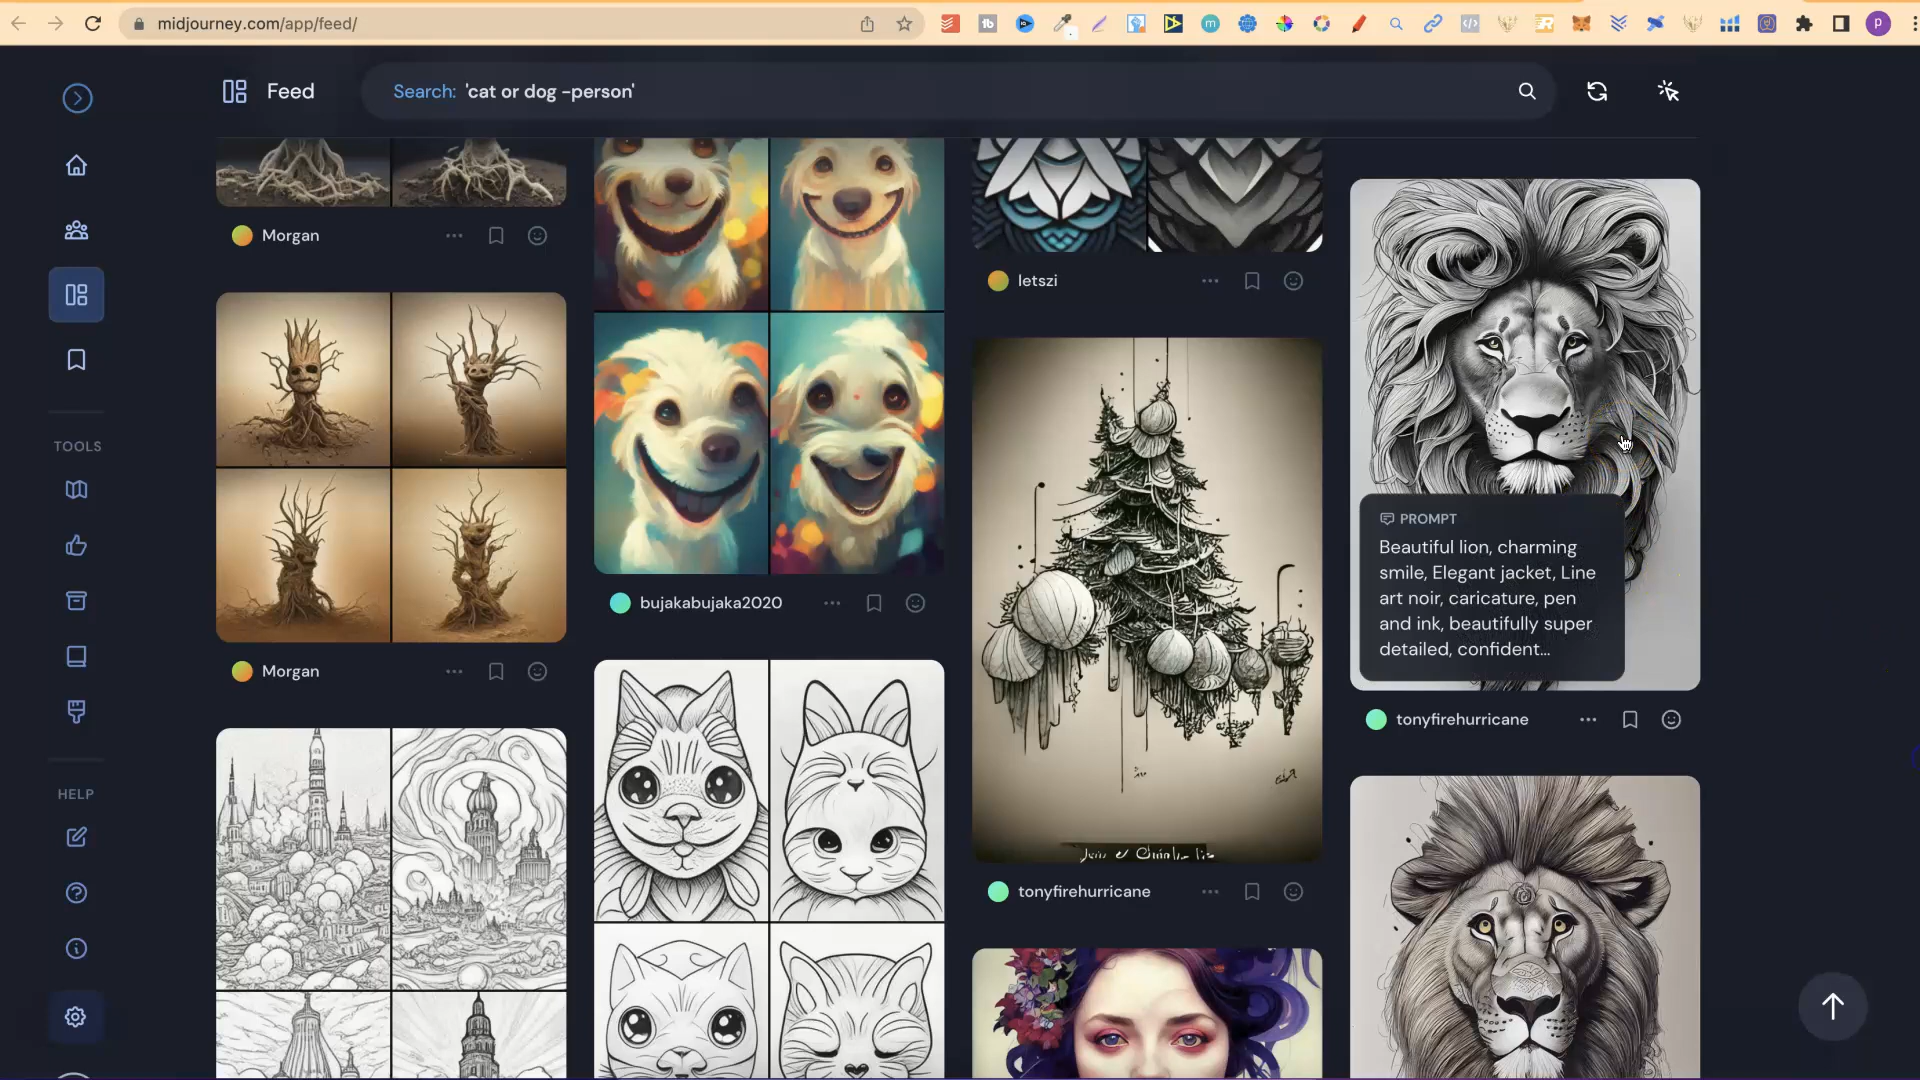 midjourney.com/app/feed/
Feed
Search: 'cat or dog -person'
Morgan
letszi
TOOLS
PROMPT
Beautiful lion, charming
smile, Elegant jacket, Line
art noir, caricature, pen
and ink, beautifully super
detailed, confident...
bujakabujaka2020
Morgan
tonyfirehurricane
HELP
tonyfirehurricane